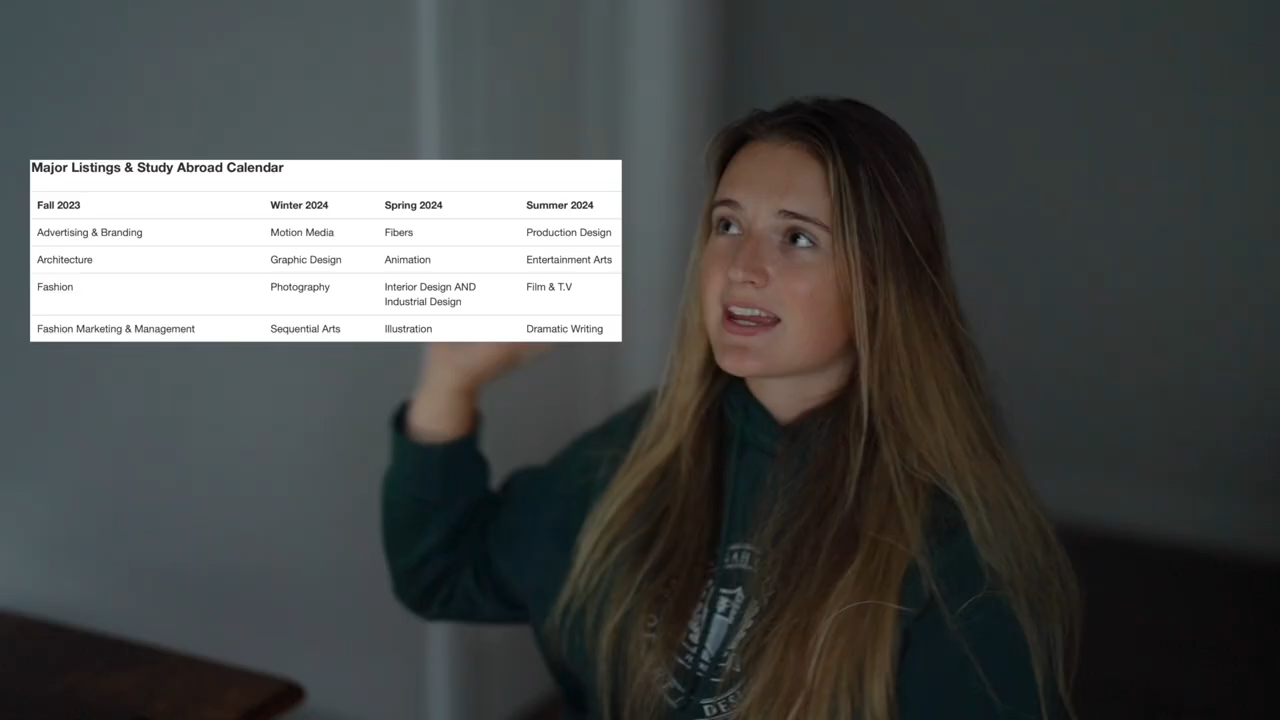 Major Listings & Study Abroad Calendar
Fall 2023 Winter 2024 Spring 2024 Summer 2024
Advertising & Branding Motion Media Fibers Production Design
Architecture Graphic Design Animation Entertainment Arts
Fashion Photography Interior Design AND Film & T.V
Industrial Design
Fashion Marketing & Management Sequential Arts Illustration Dramatic Writing